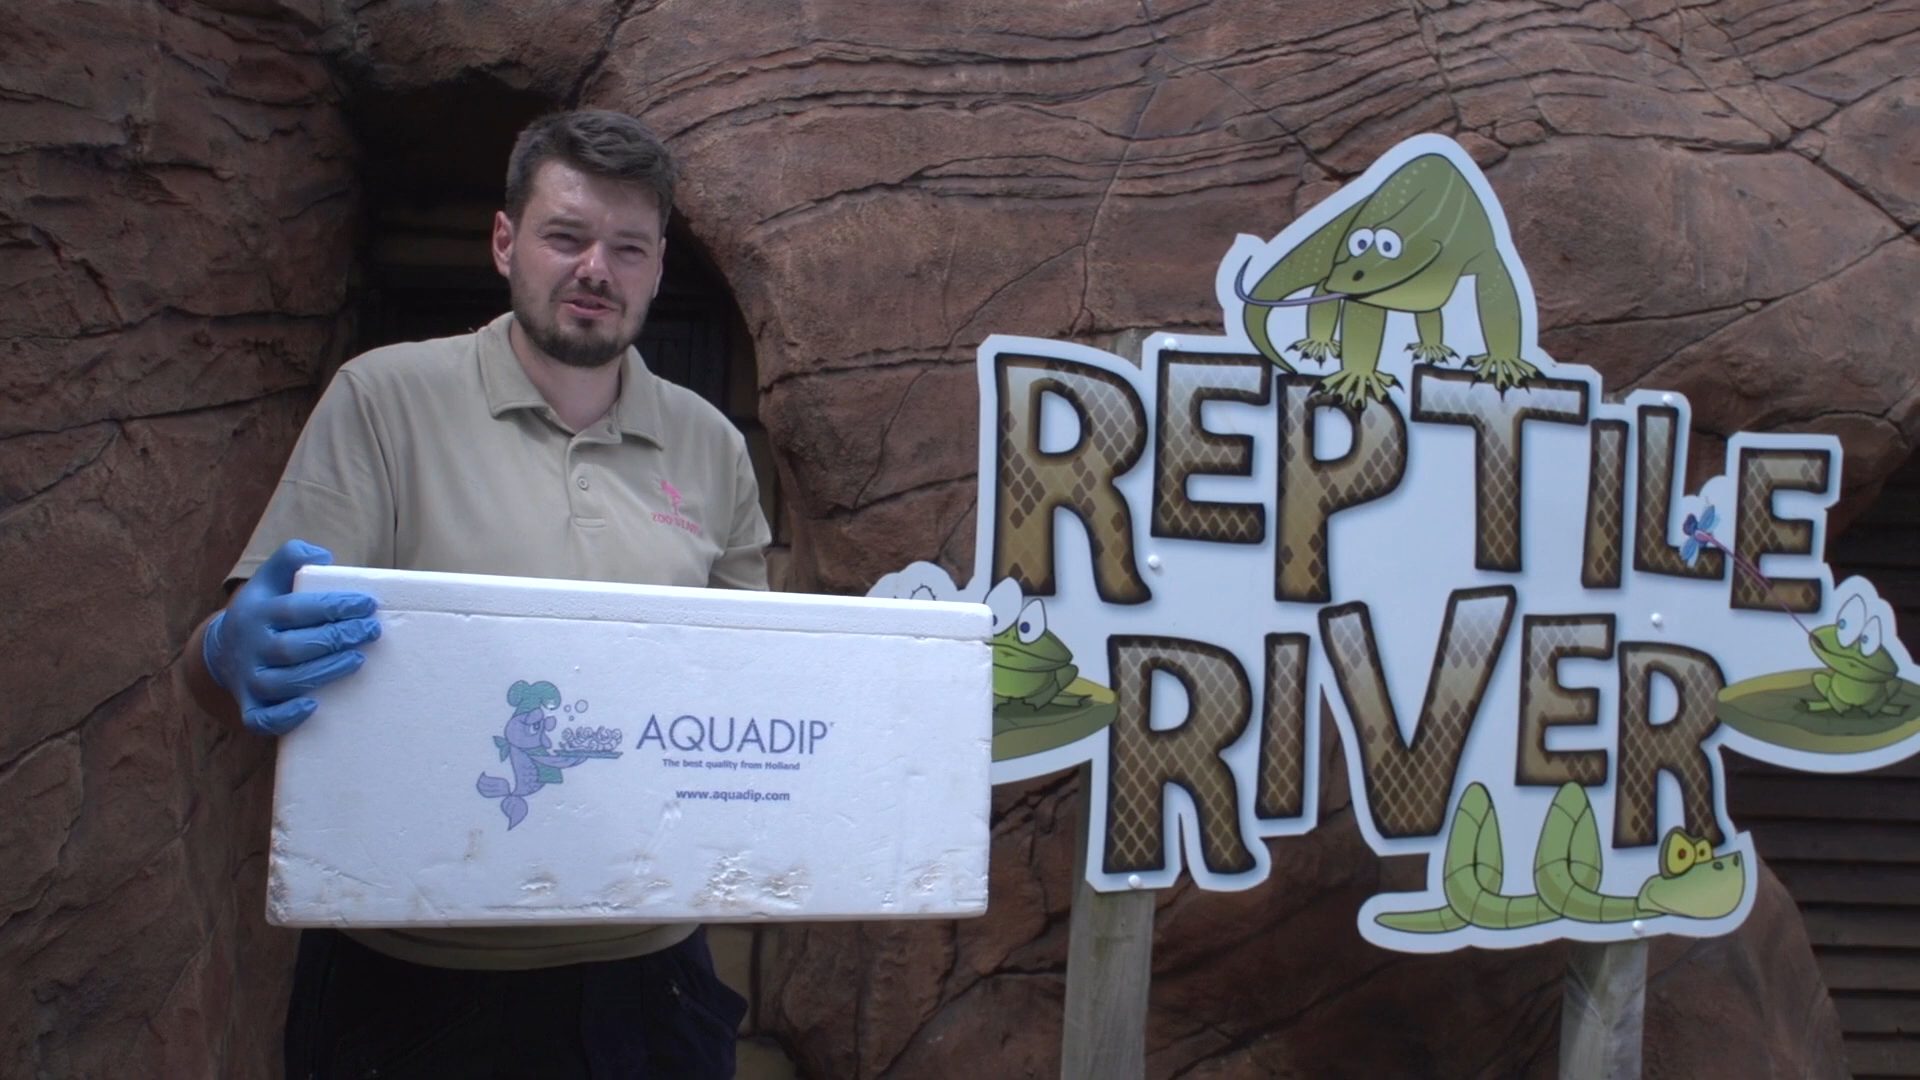 REPTILE
RIVER
AQUADIP
The best quality from Holland
www.aquadip.com